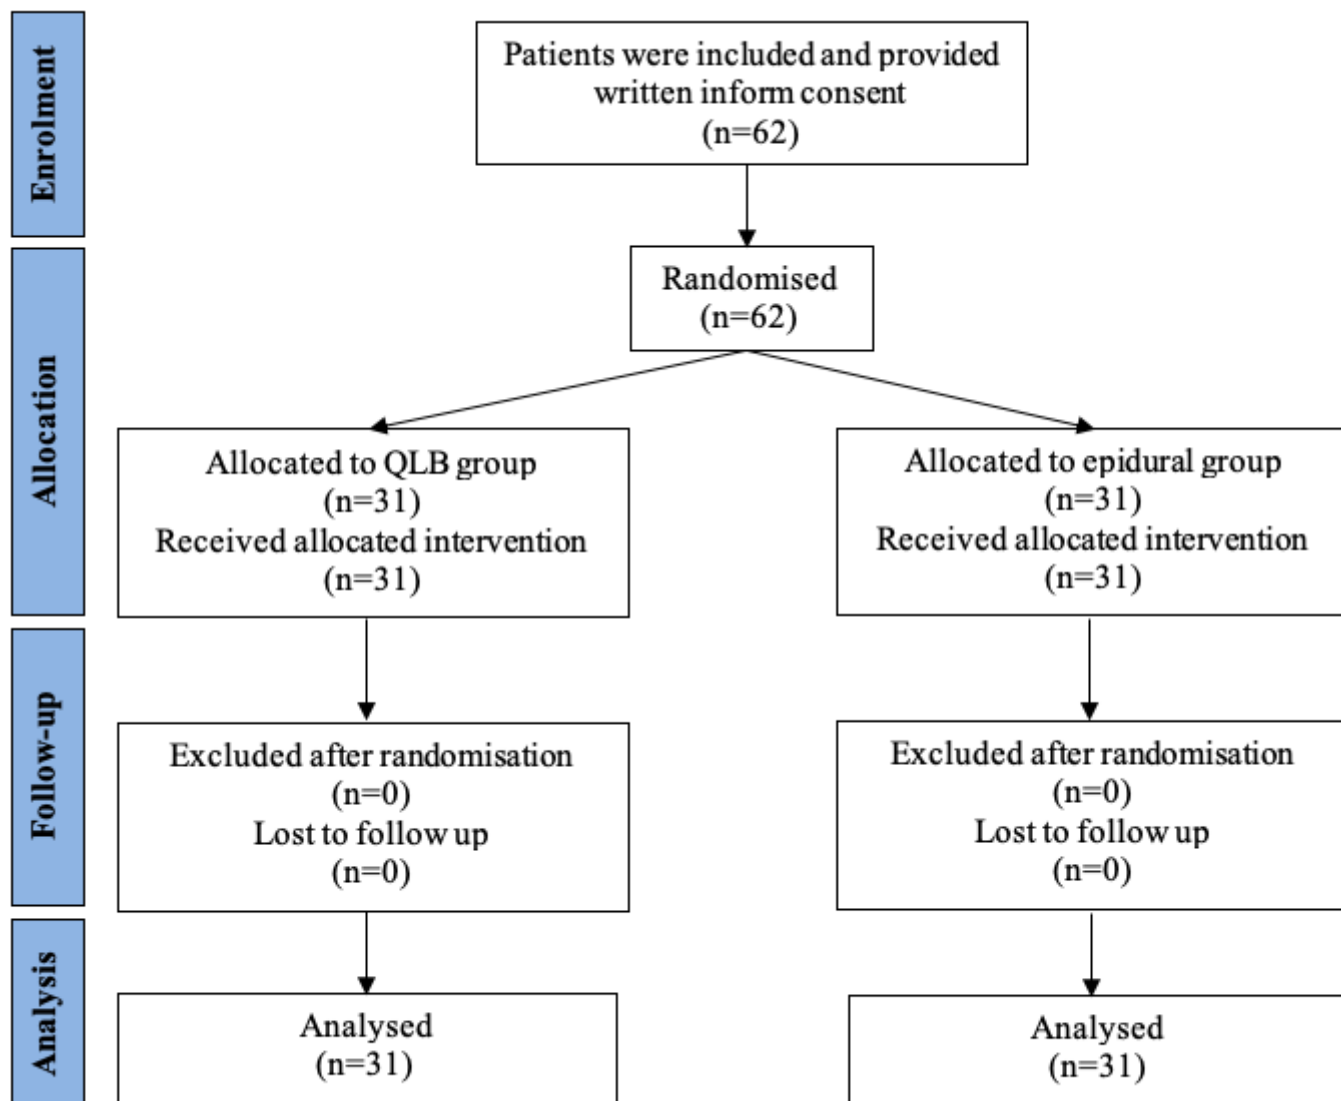 Enrolment
Patients were included and provided
written inform consent
(n=62)
Allocation
Randomised
(n=62)
Allocated to QLB group
(n=31)
Received allocated intervention
(n=31)
Allocated to epidural group
(n=31)
Received allocated intervention
(n=31)
Follow-up
Excluded after randomisation
(n=0)
Lost to follow up
(n=0)
Excluded after randomisation
(n=0)
Lost to follow up
(n=0)
Analysis
Analysed
(n=31)
Analysed
(n=31)